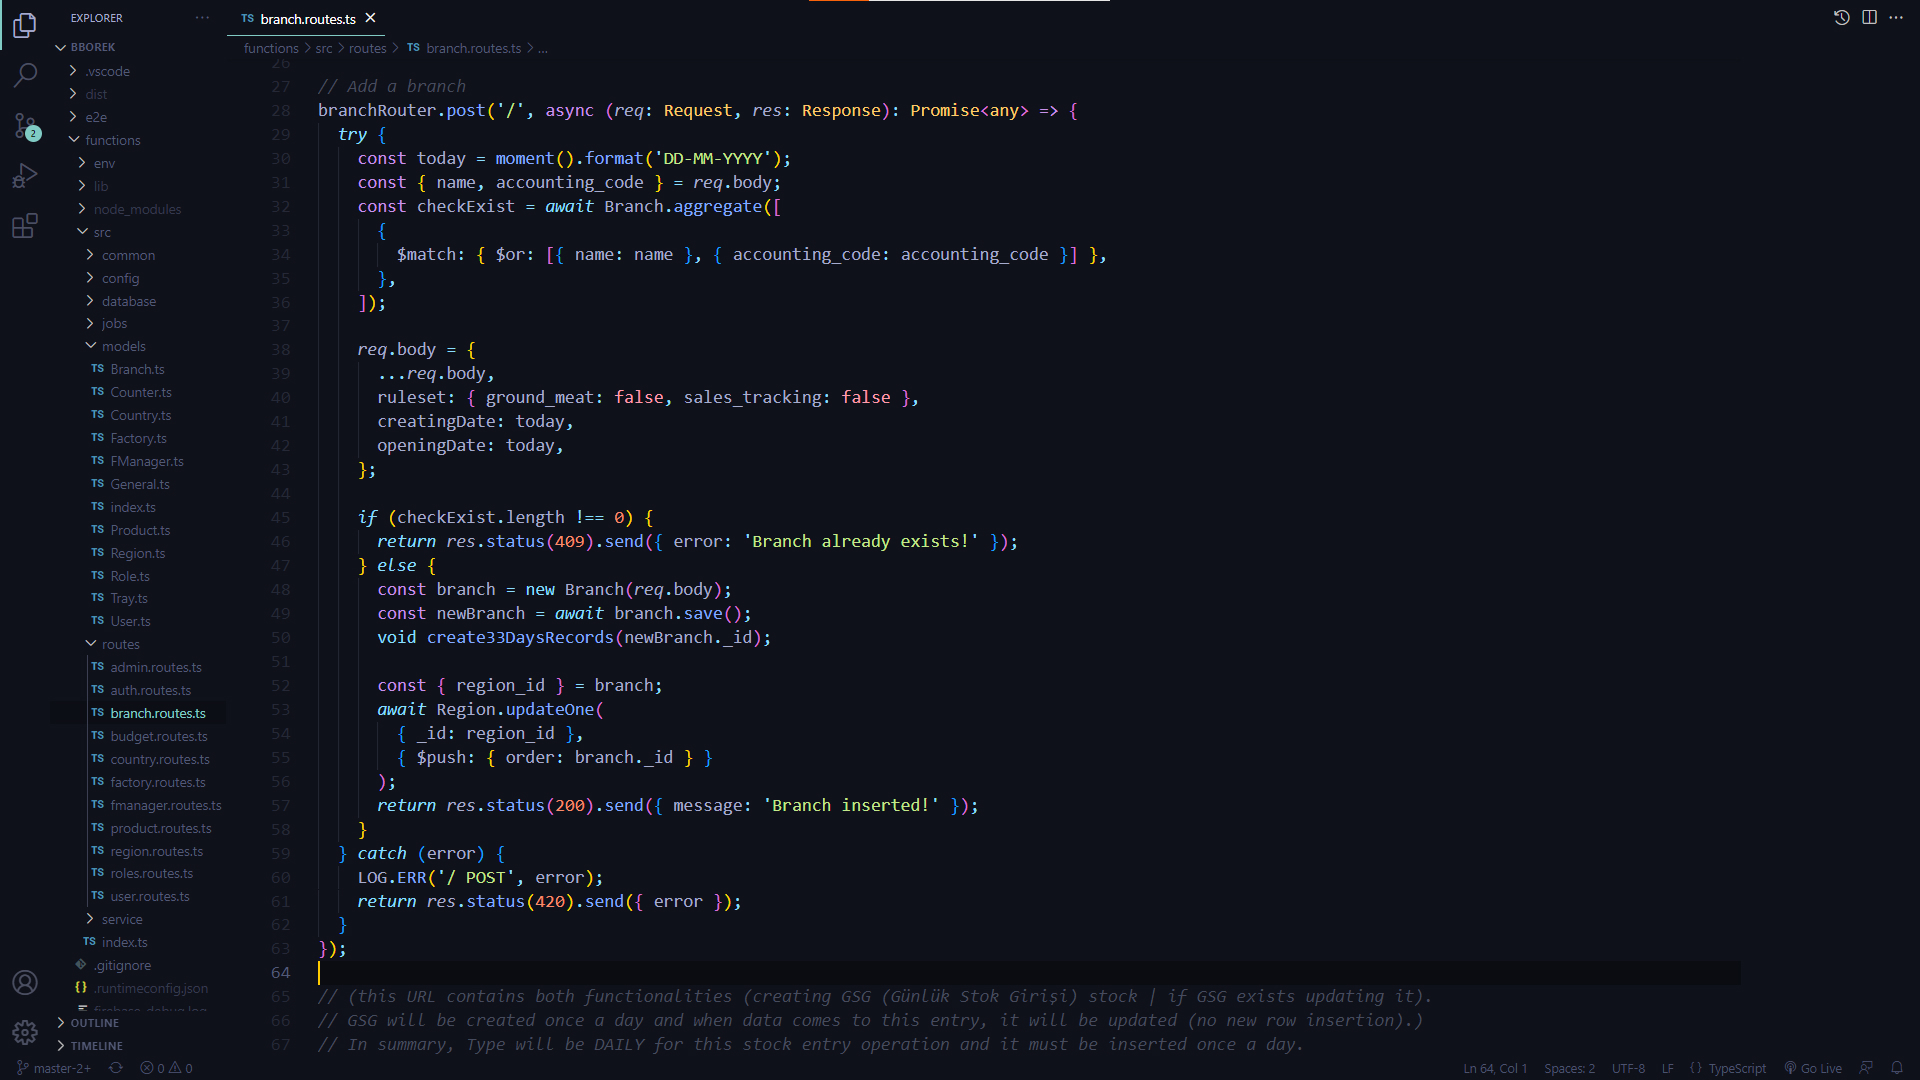 EXPLORER
BBOREK
.vscode
dist
e2e
functions
env
lib
node_modules
src
common
config
database
jobs
models
TS Branch.ts
TS Counter.ts
TS Country.ts
TS Factory.ts
TS FManager.ts
TS General.ts
TS index.ts
TS Product.ts
TS Region.ts
TS Role.ts
TS Tray.ts
TS User.ts
routes
TS admin.routes.ts
TS auth.routes.ts
TS branch.routes.ts
TS budget.routes.ts
TS country.routes.ts
TS factory.routes.ts
TS fmanager.routes.ts
TS product.routes.ts
TS region.routes.ts
TS roles.routes.ts
TS user.routes.ts
service
TS index.ts
.gitignore
{} .runtimeconfig.json
firebase-debug.log
OUTLINE
TIMELINE
2
TS branch.routes.ts
functions > src > routes > TS branch.routes.ts > ...
26
27 // Add a branch
28 branchRouter.post('/', async (req: Request, res: Response): Promise<any> => {
29 try {
30 const today = moment().format('DD-MM-YYYY');
31 const { name, accounting_code } = req.body;
32 const checkExist = await Branch.aggregate([
33 {
34 $match: { $or: [{ name: name }, { accounting_code: accounting_code }] },
35 },
36 ]);
37
38 req.body = {
39 ...req.body,
40 ruleset: { ground_meat: false, sales_tracking: false },
41 creatingDate: today,
42 openingDate: today,
43 };
44
45 if (checkExist.length !== 0) {
46 return res.status(409).send({ error: 'Branch already exists!' });
47 } else {
48 const branch = new Branch(req.body);
49 const newBranch = await branch.save();
50 void create33DaysRecords(newBranch._id);
51
52 const { region_id } = branch;
53 await Region.updateOne(
54 { _id: region_id },
55 { $push: { order: branch._id } }
56 );
57 return res.status(200).send({ message: 'Branch inserted!' });
58 }
59 } catch (error) {
60 LOG.ERR('/ POST', error);
61 return res.status(420).send({ error });
62 }
63 });
64
65 // (this URL contains both functionalities (creating GSG (Günlük Stok Girişi) stock | if GSG exists updating it).
66 // GSG will be created once a day and when data comes to this entry, it will be updated (no new row insertion).)
67 // In summary, Type will be DAILY for this stock entry operation and it must be inserted once a day.
master-2+ 0 0 Ln 64, Col 1 Spaces: 2 UTF-8 LF {} TypeScript Go Live